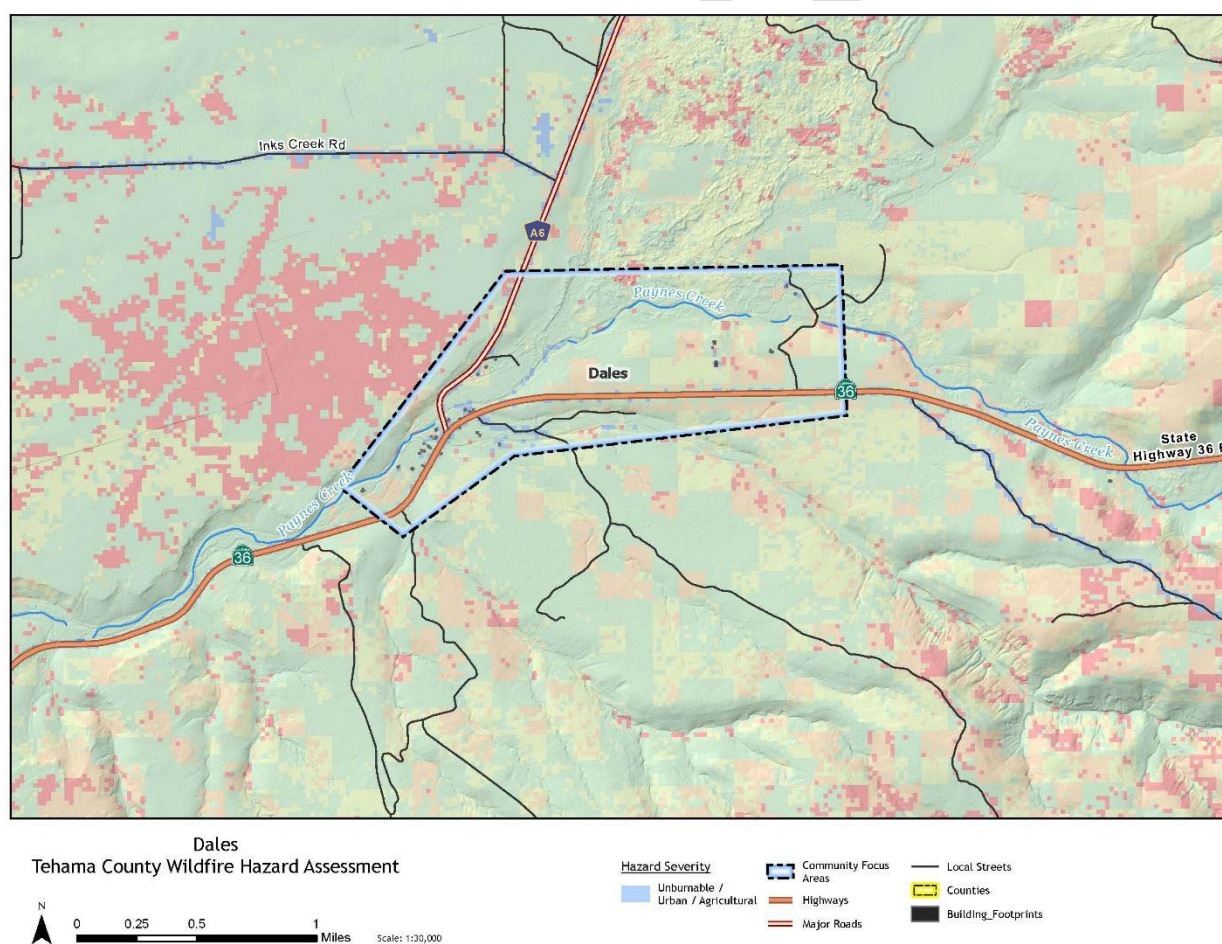 Inks Creek Rd
A6
Paynes Creek
Dales
36
Paynes Creek
State
Highway 36 E
Paynes Creek
36
Dales
Tehama County Wildfire Hazard Assessment
N
0 0.25 0.5 1
Miles
Scale: 1:30,000
Hazard Severity
Unburnable /
Urban / Agricultural
Community Focus
Areas
Highways
Major Roads
Local Streets
Counties
Building_Footprints